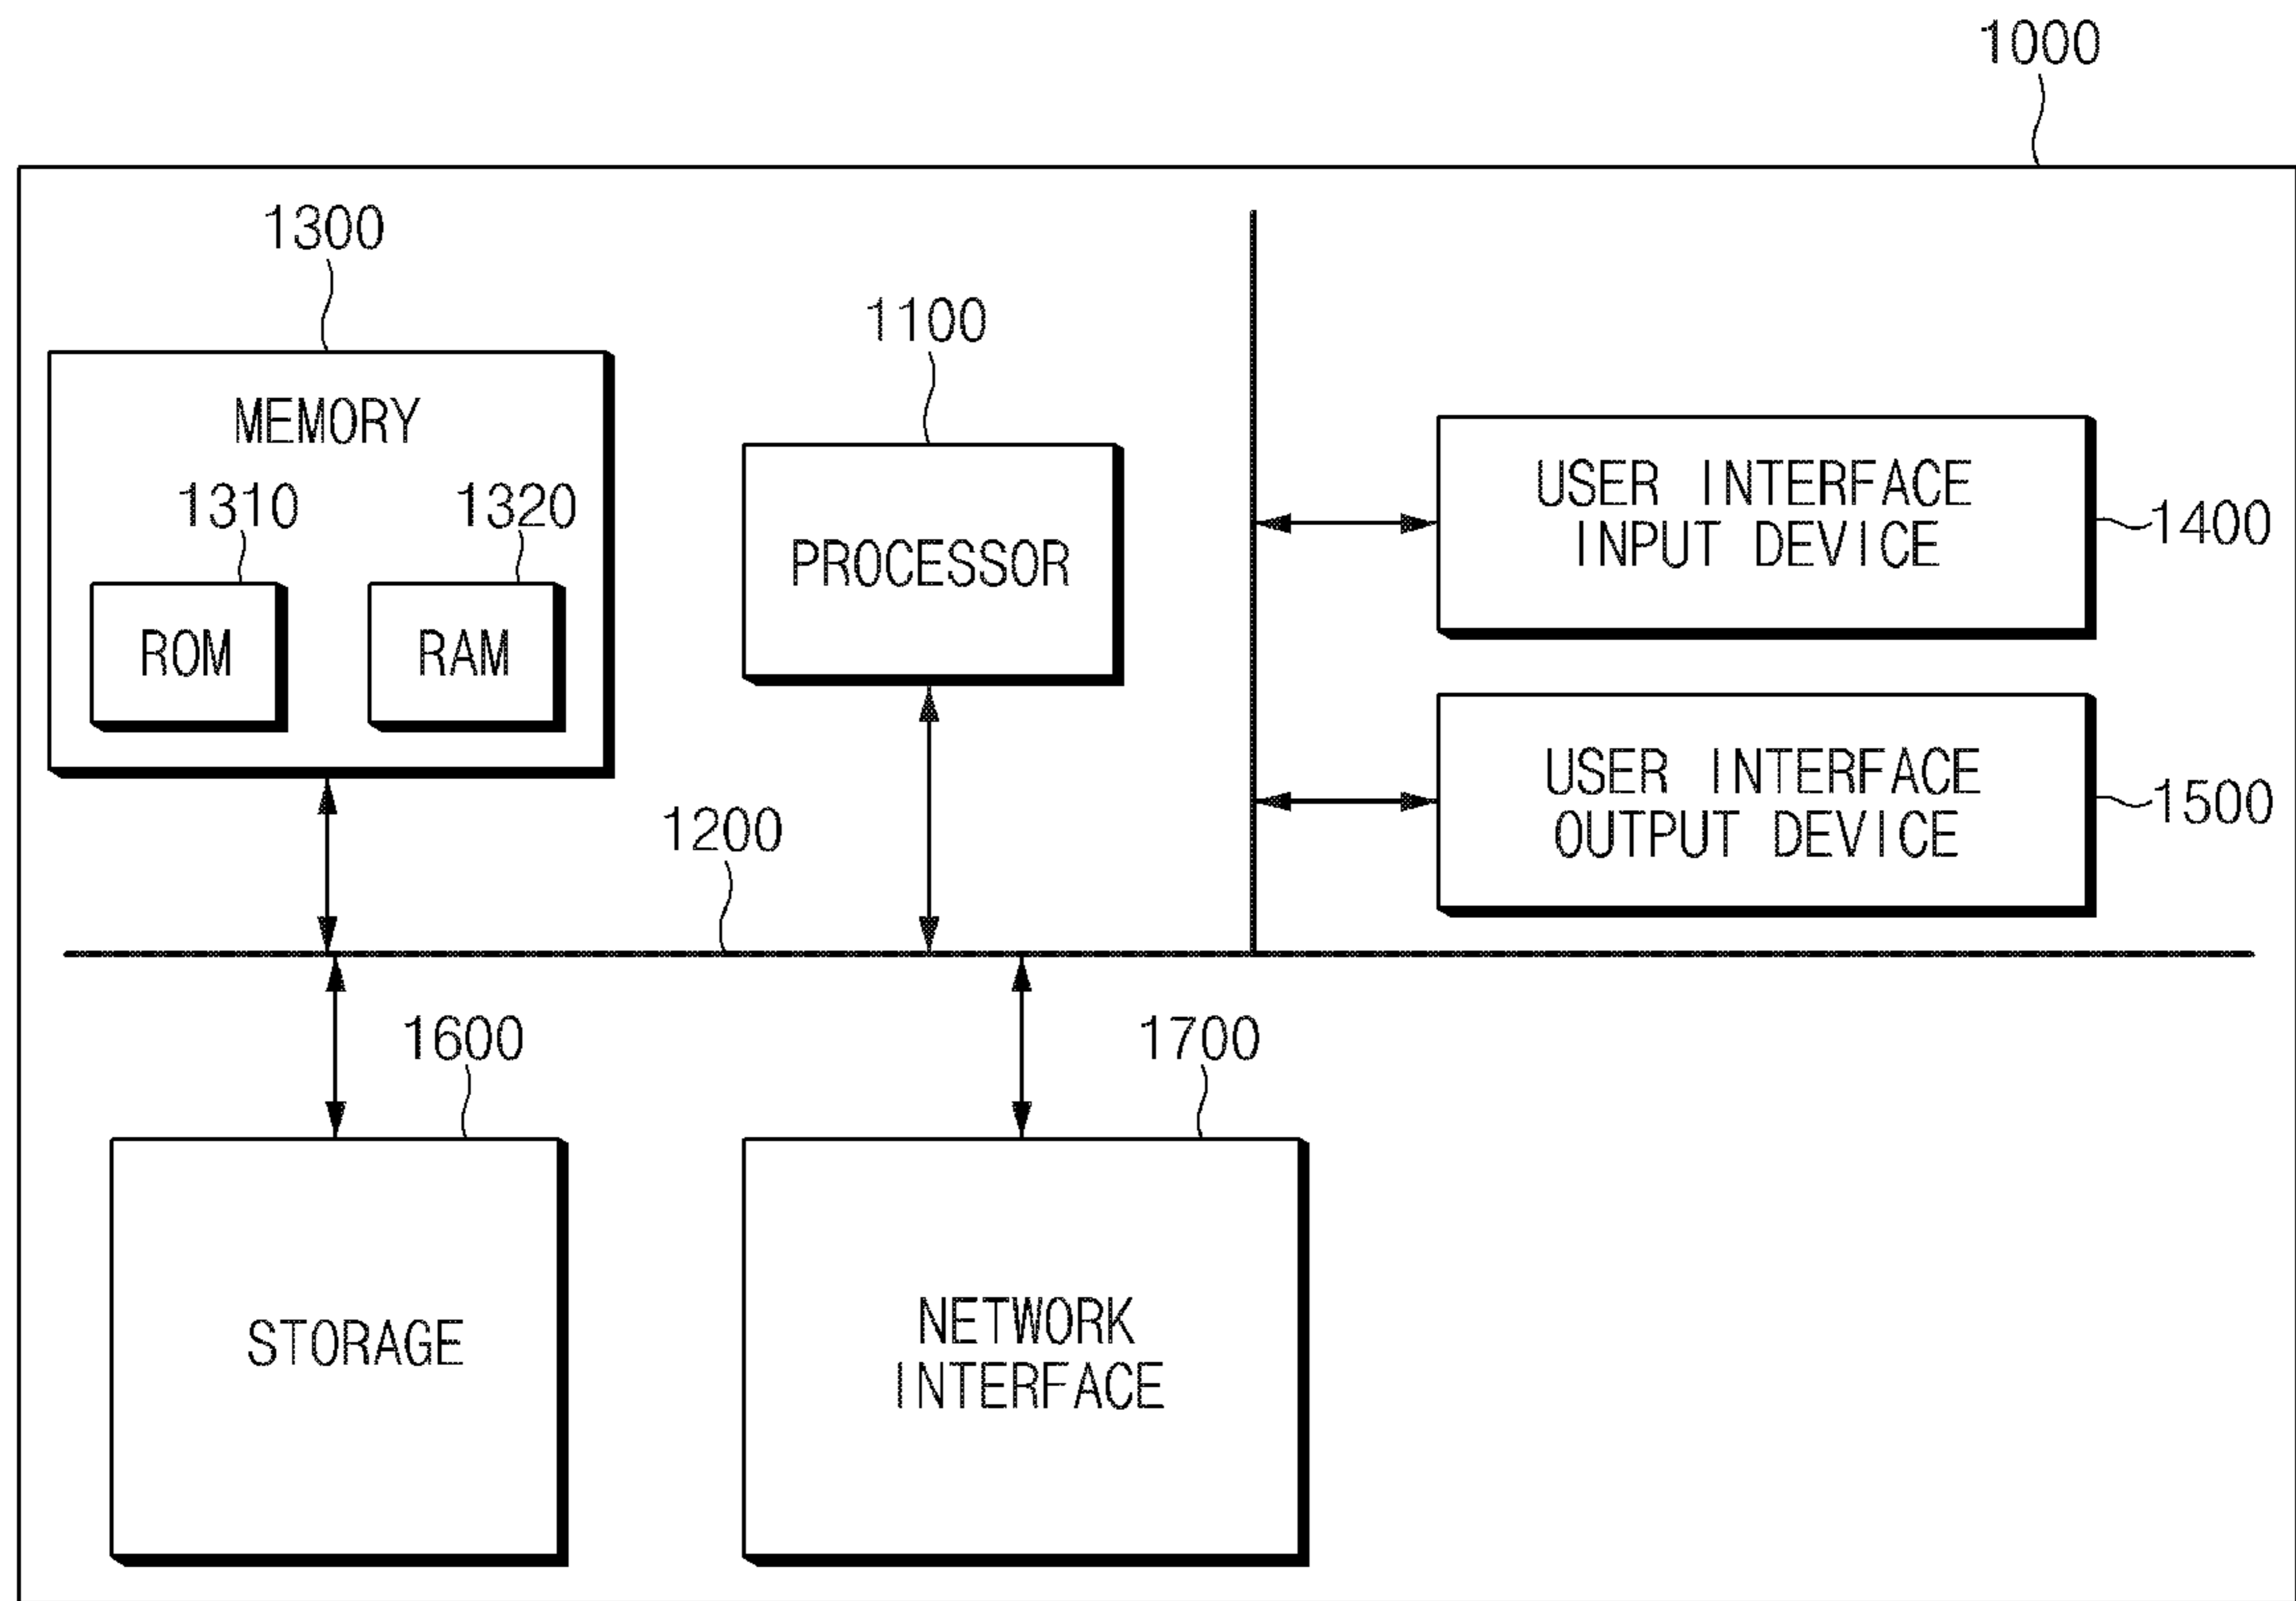 1000
1300
1100
MEMORY
1310
1320
ROM
RAM
PROCESSOR
USER INTERFACE
INPUT DEVICE
1400
USER INTERFACE
OUTPUT DEVICE
1500
1200
1600
1700
STORAGE
NETWORK
INTERFACE